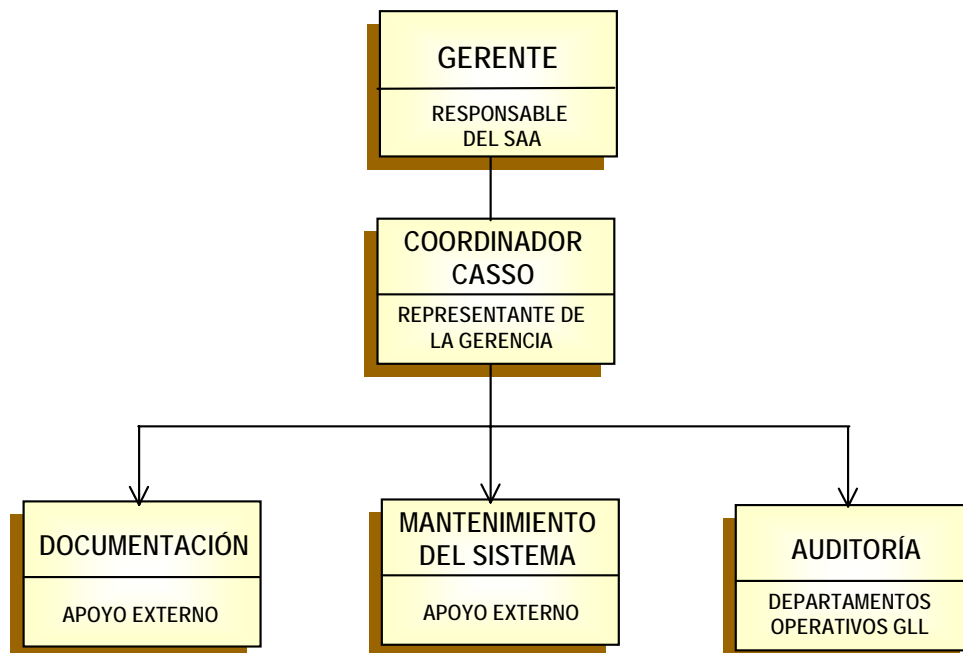 GERENTE
RESPONSABLE
DEL SAA
COORDINADOR
CASSO
REPRESENTANTE DE
LA GERENCIA
DOCUMENTACIÓN
APOYO EXTERNO
MANTENIMIENTO
DEL SISTEMA
APOYO EXTERNO
AUDITORÍA
DEPARTAMENTOS
OPERATIVOS GLL